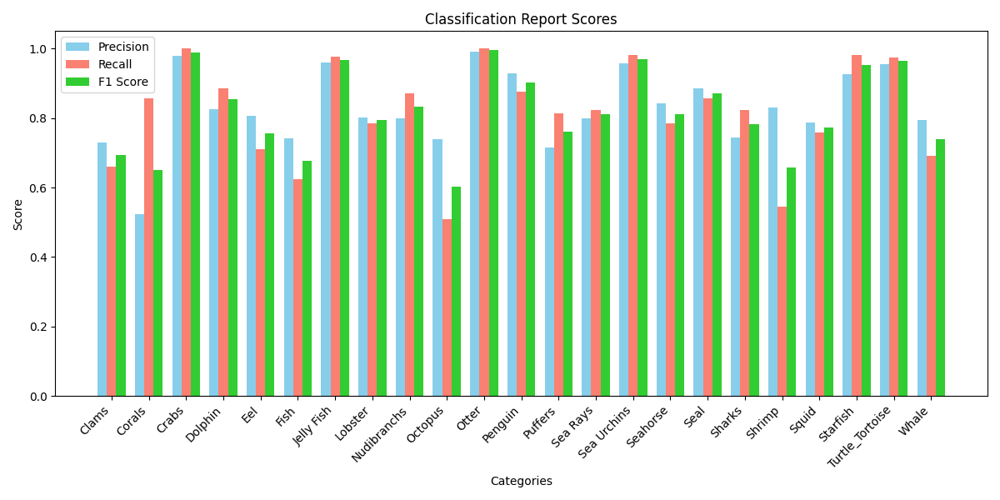 Classification Report Scores
Precision
Recall
F1 Score
1.0
0.8
0.6
0.4
0.2
0.0
Score
Clams
Corals
Crabs
Dolphin
Eel
Fish
Jelly Fish
Lobster
Nudibranchs
Octopus
Otter
Penguin
Puffers
Sea Rays
Sea Urchins
Seahorse
Seal
Sharks
Shrimp
Squid
Starfish
Turtle_Tortoise
Whale
Categories